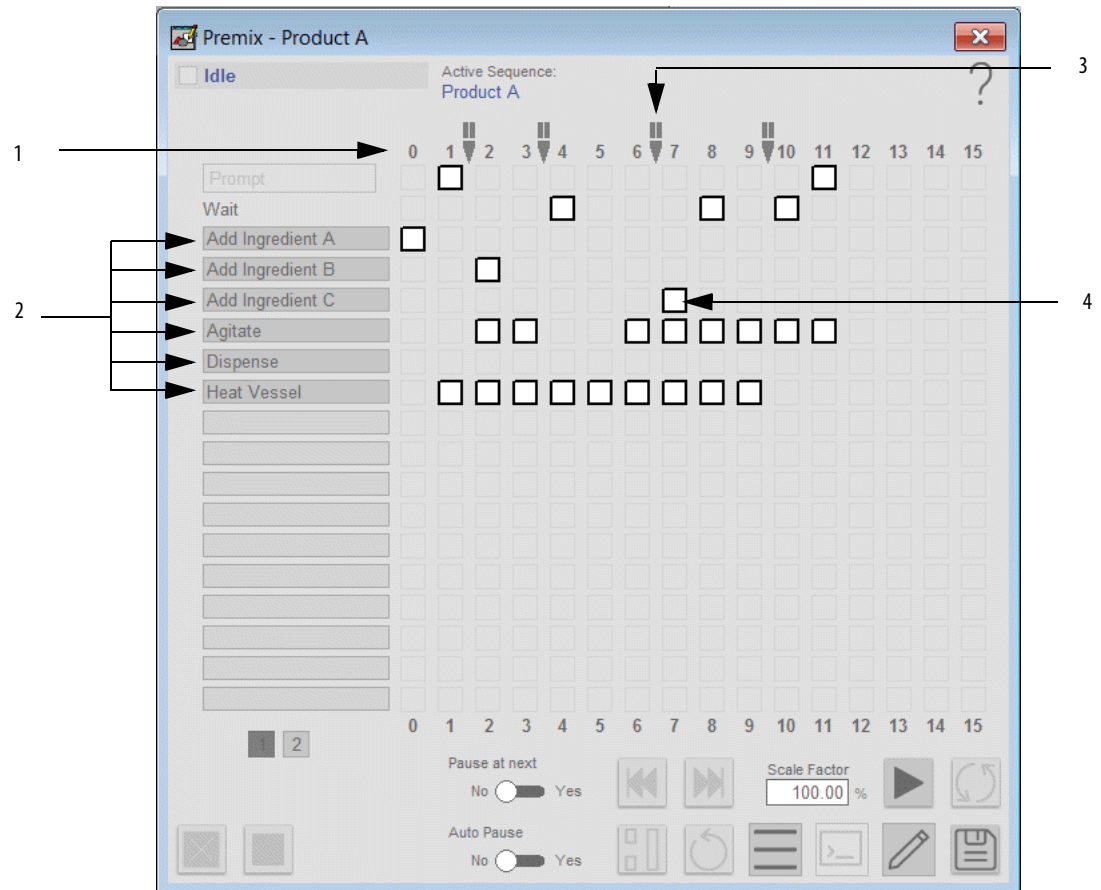 Premix - Product A
Idle
Active Sequence:
Product A
?
3
1
0 1 2 3 4 5 6 7 8 9 10 11 12 13 14 15
Prompt
Wait
Add Ingredient A
Add Ingredient B
Add Ingredient C
2
4
Agitate
Dispense
Heat Vessel
0 1 2 3 4 5 6 7 8 9 10 11 12 13 14 15
1 2
Pause at next
No Yes
Scale Factor
100.00 %
Auto Pause
No Yes